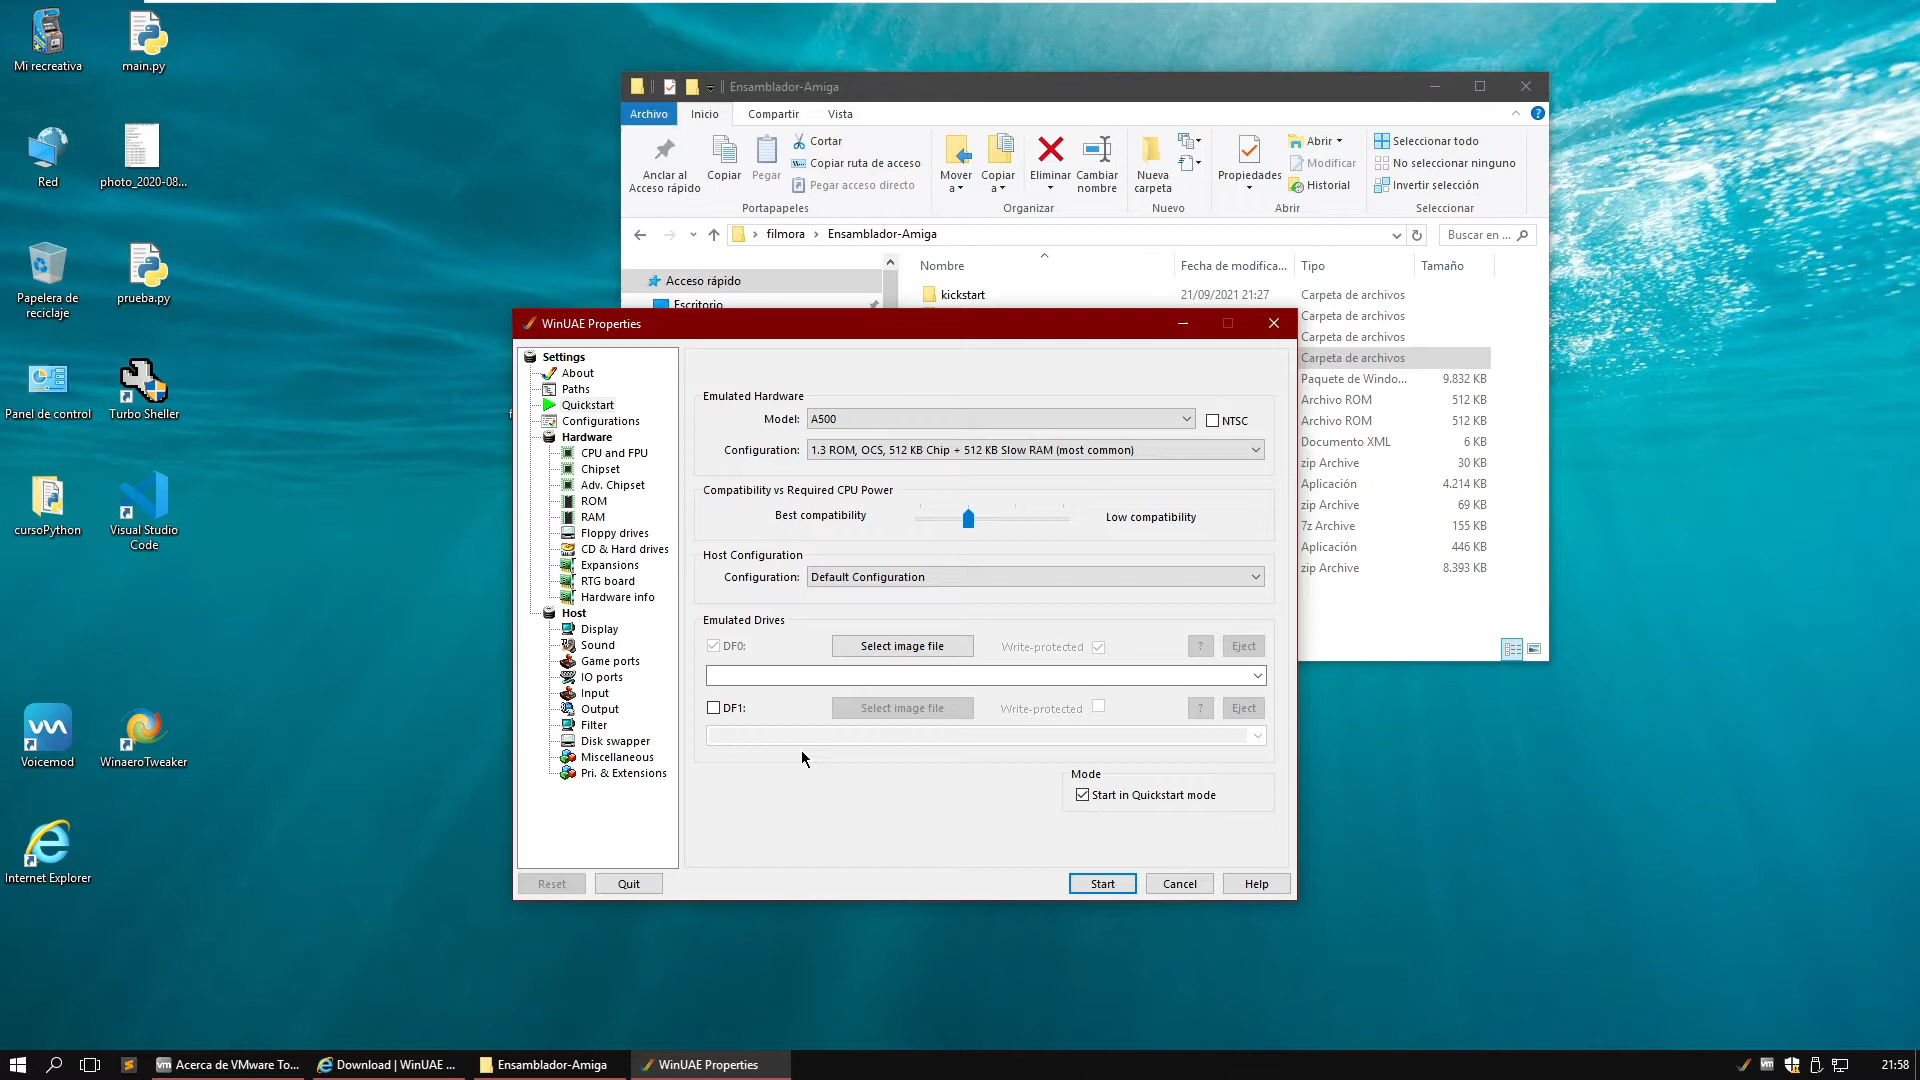 Mi recreativa
main.py
Red
photo_2020-08...
Papelera de
reciclaje
prueba.py
Panel de control
Turbo Sheller
cursoPython
Visual Studio
Code
Voicemod
WinaeroTweaker
Internet Explorer
Ensamblador-Amiga
Archivo
Inicio
Compartir
Vista
Anclar al
Acceso rápido
Copiar
Pegar
Cortar
Copiar ruta de acceso
Pegar acceso directo
Portapapeles
Mover
a
Copiar
a
Eliminar
Cambiar
nombre
Organizar
Nueva
carpeta
Nuevo
Propiedades
Abrir
Modificar
Historial
Abrir
Seleccionar todo
No seleccionar ninguno
Invertir selección
Seleccionar
filmora > Ensamblador-Amiga
Buscar en ...
Acceso rápido
Escritorio
Nombre
Fecha de modifica...
Tipo
Tamaño
kickstart
21/09/2021 21:27
Carpeta de archivos
Carpeta de archivos
Carpeta de archivos
Carpeta de archivos
Paquete de Windo...
9.832 KB
Archivo ROM
512 KB
Archivo ROM
512 KB
Documento XML
6 KB
zip Archive
30 KB
Aplicación
4.214 KB
zip Archive
69 KB
7z Archive
155 KB
Aplicación
446 KB
zip Archive
8.393 KB
WinUAE Properties
Settings
About
Paths
Quickstart
Configurations
Hardware
CPU and FPU
Chipset
Adv. Chipset
ROM
RAM
Floppy drives
CD & Hard drives
Expansions
RTG board
Hardware info
Host
Display
Sound
Game ports
IO ports
Input
Output
Filter
Disk swapper
Miscellaneous
Pri. & Extensions
Emulated Hardware
Model:
A500
NTSC
Configuration:
1.3 ROM, OCS, 512 KB Chip + 512 KB Slow RAM (most common)
Compatibility vs Required CPU Power
Best compatibility
Low compatibility
Host Configuration
Configuration:
Default Configuration
Emulated Drives
DF0:
Select image file
Write-protected
?
Eject
DF1:
Select image file
Write-protected
?
Eject
Mode
Start in Quickstart mode
Reset
Quit
Start
Cancel
Help
Acerca de VMware To...
Download | WinUAE ...
Ensamblador-Amiga
WinUAE Properties
21:58